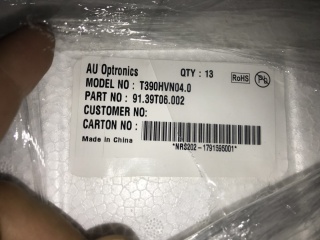 AU Optronics QTY : 13 RoHS Pb
MODEL NO : T390HVN04.0
PART NO : 91.39T06.002
CUSTOMER NO:
CARTON NO :
Made in China *NRS202-1791595001*